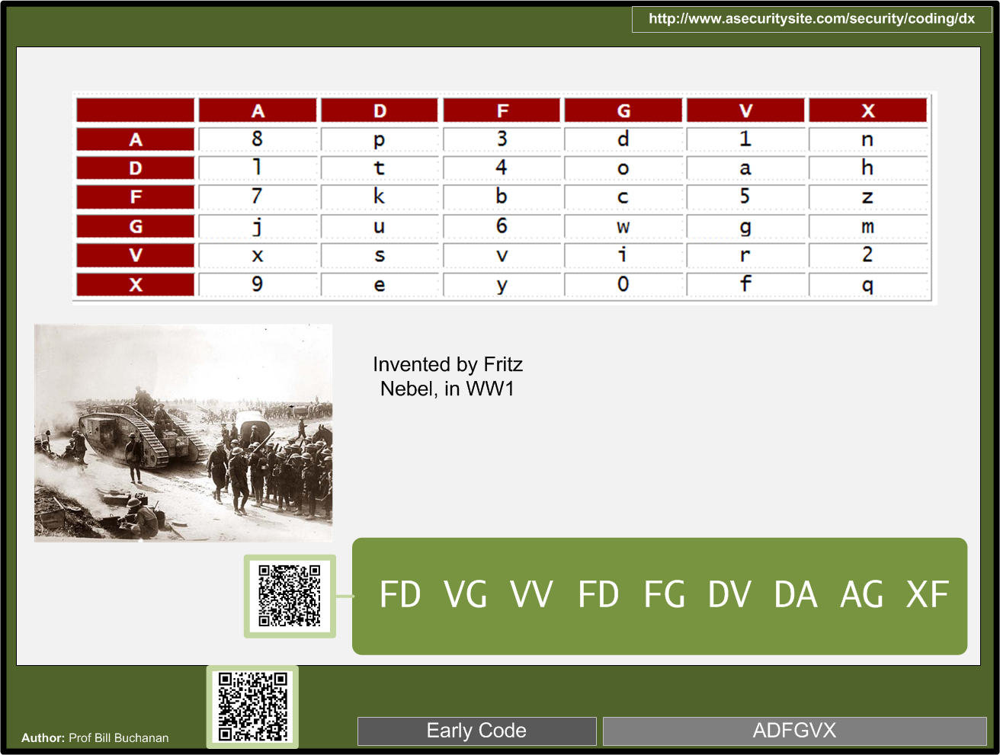 http://www.asecuritysite.com/security/coding/dx
A D F G V X
A 8 p 3 d 1 n
D l t 4 o a h
F 7 k b c 5 z
G j u 6 w g m
V x s v i r 2
X 9 e y 0 f q
Invented by Fritz
Nebel, in WW1
FD VG VV FD FG DV DA AG XF
Early Code
ADFGVX
Author: Prof Bill Buchanan